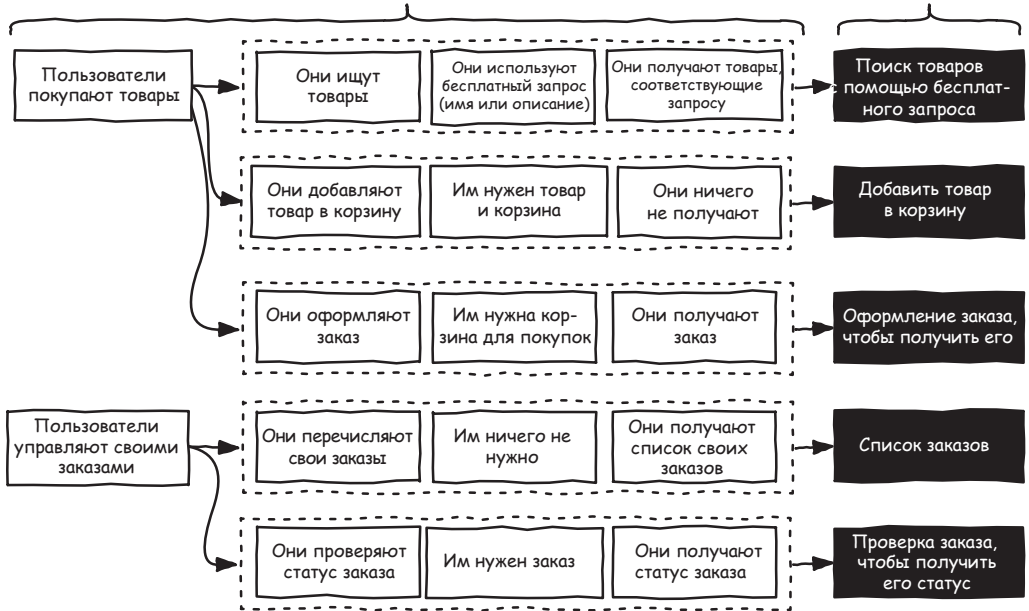 Пользователи
покупают товары
Они ищут
товары
Они используют
бесплатный запрос
(имя или описание)
Они получают товары,
соответствующие
запросу
Поиск товаров
с помощью бесплат-
ного запроса
Они добавляют
товар в корзину
Им нужен товар
и корзина
Они ничего
не получают
Добавить товар
в корзину
Они оформляют
заказ
Им нужна кор-
зина для покупок
Они получают
заказ
Оформление заказа,
чтобы получить его
Пользователи
управляют своими
заказами
Они перечисляют
свои заказы
Им ничего не
нужно
Они получают
список своих
заказов
Список заказов
Они проверяют
статус заказа
Им нужен заказ
Они получают
статус заказа
Проверка заказа,
чтобы получить
его статус